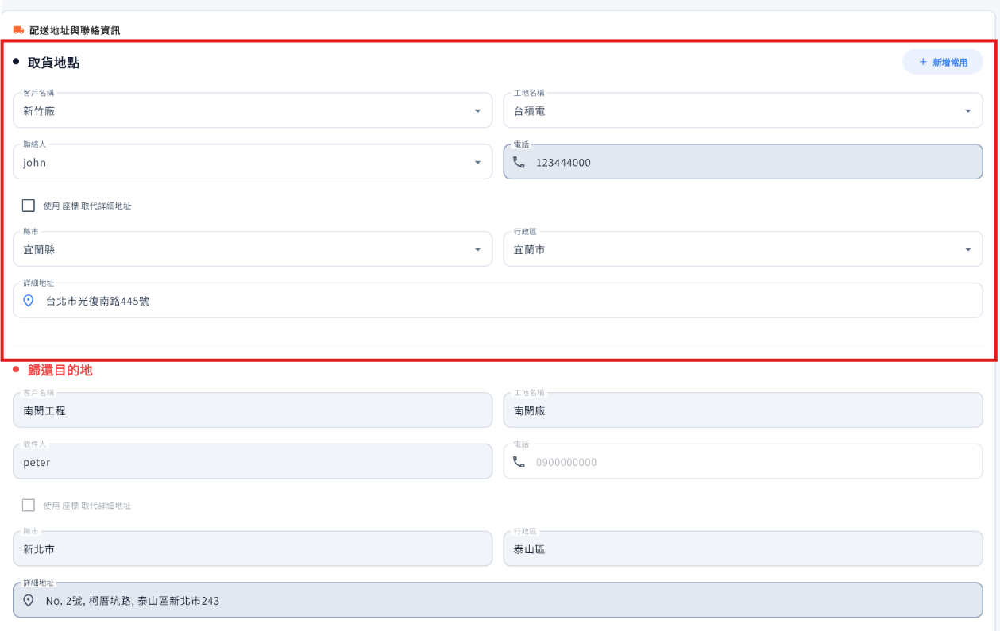 配送地址與聯絡資訊
取貨地點
+ 新增常用
客戶名稱
新竹廠
工地名稱
台積電
聯絡人
john
電話
123444000
使用 座標 取代詳細地址
縣市
宜蘭縣
行政區
宜蘭市
詳細地址
台北市光復南路445號
歸還目的地
客戶名稱
南閎工程
工地名稱
南閎廠
收件人
peter
電話
0900000000
使用 座標 取代詳細地址
縣市
新北市
行政區
泰山區
詳細地址
No. 2號, 柯厝坑路, 泰山區新北市243